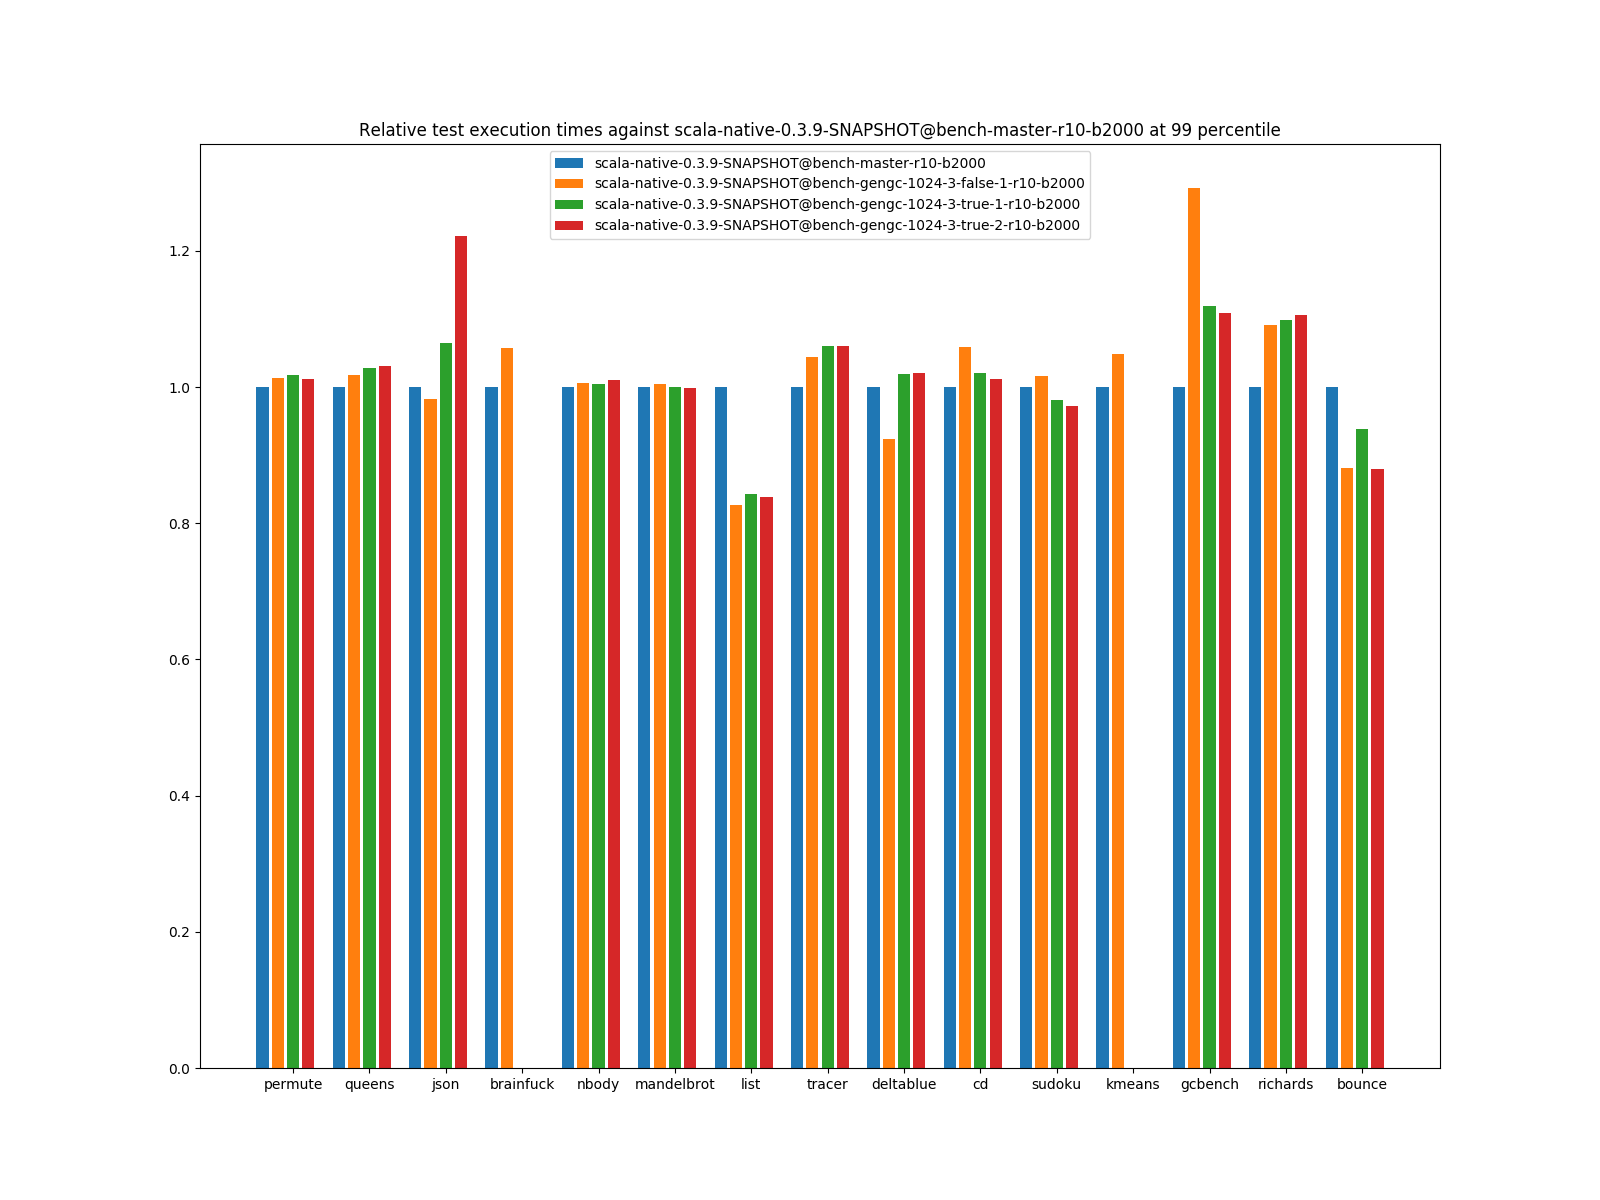 Relative test execution times against scala-native-0.3.9-SNAPSHOT@bench-master-r10-b2000 at 99 percentile
scala-native-0.3.9-SNAPSHOT@bench-master-r10-b2000
scala-native-0.3.9-SNAPSHOT@bench-gengc-1024-3-false-1-r10-b2000
scala-native-0.3.9-SNAPSHOT@bench-gengc-1024-3-true-1-r10-b2000
scala-native-0.3.9-SNAPSHOT@bench-gengc-1024-3-true-2-r10-b2000
1.2
1.0
0.8
0.6
0.4
0.2
0.0
permute queens json brainfuck nbody mandelbrot list tracer deltablue cd sudoku kmeans gcbench richards bounce